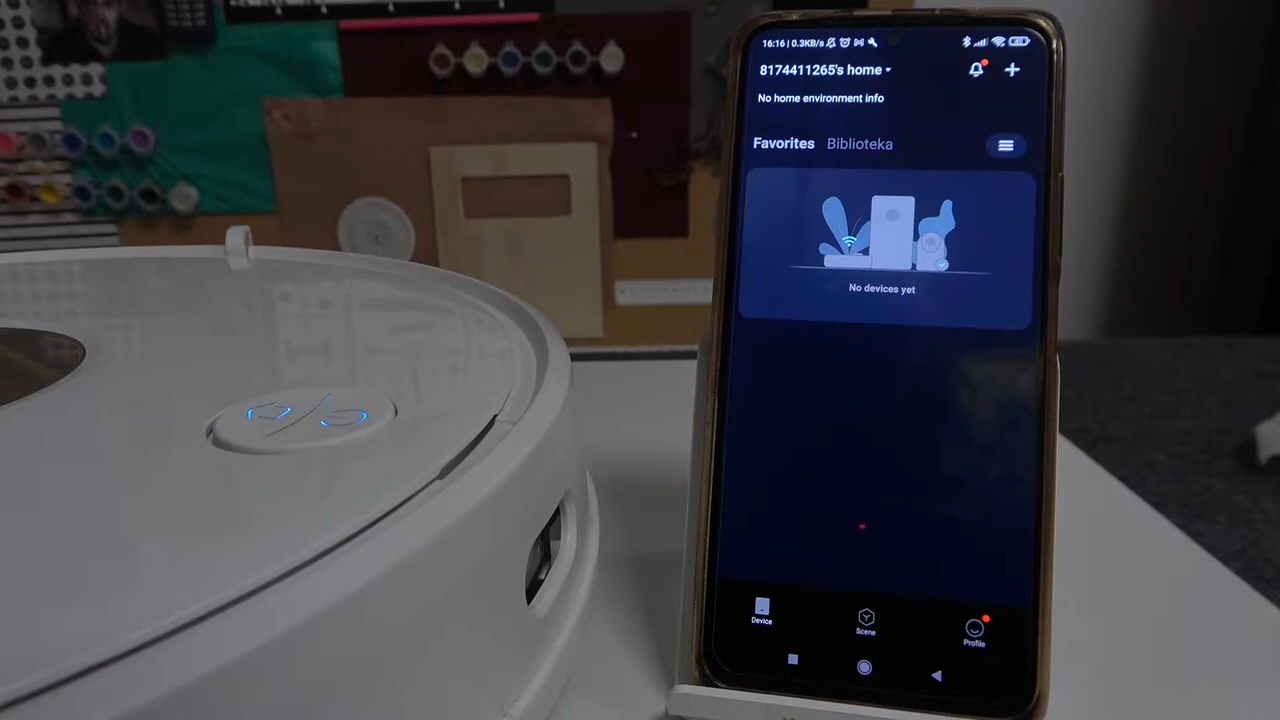 16:16 | 0.3KB/s
8174411265's home
No home environment info
Favorites Biblioteka
No devices yet
Device
Scene
Profile